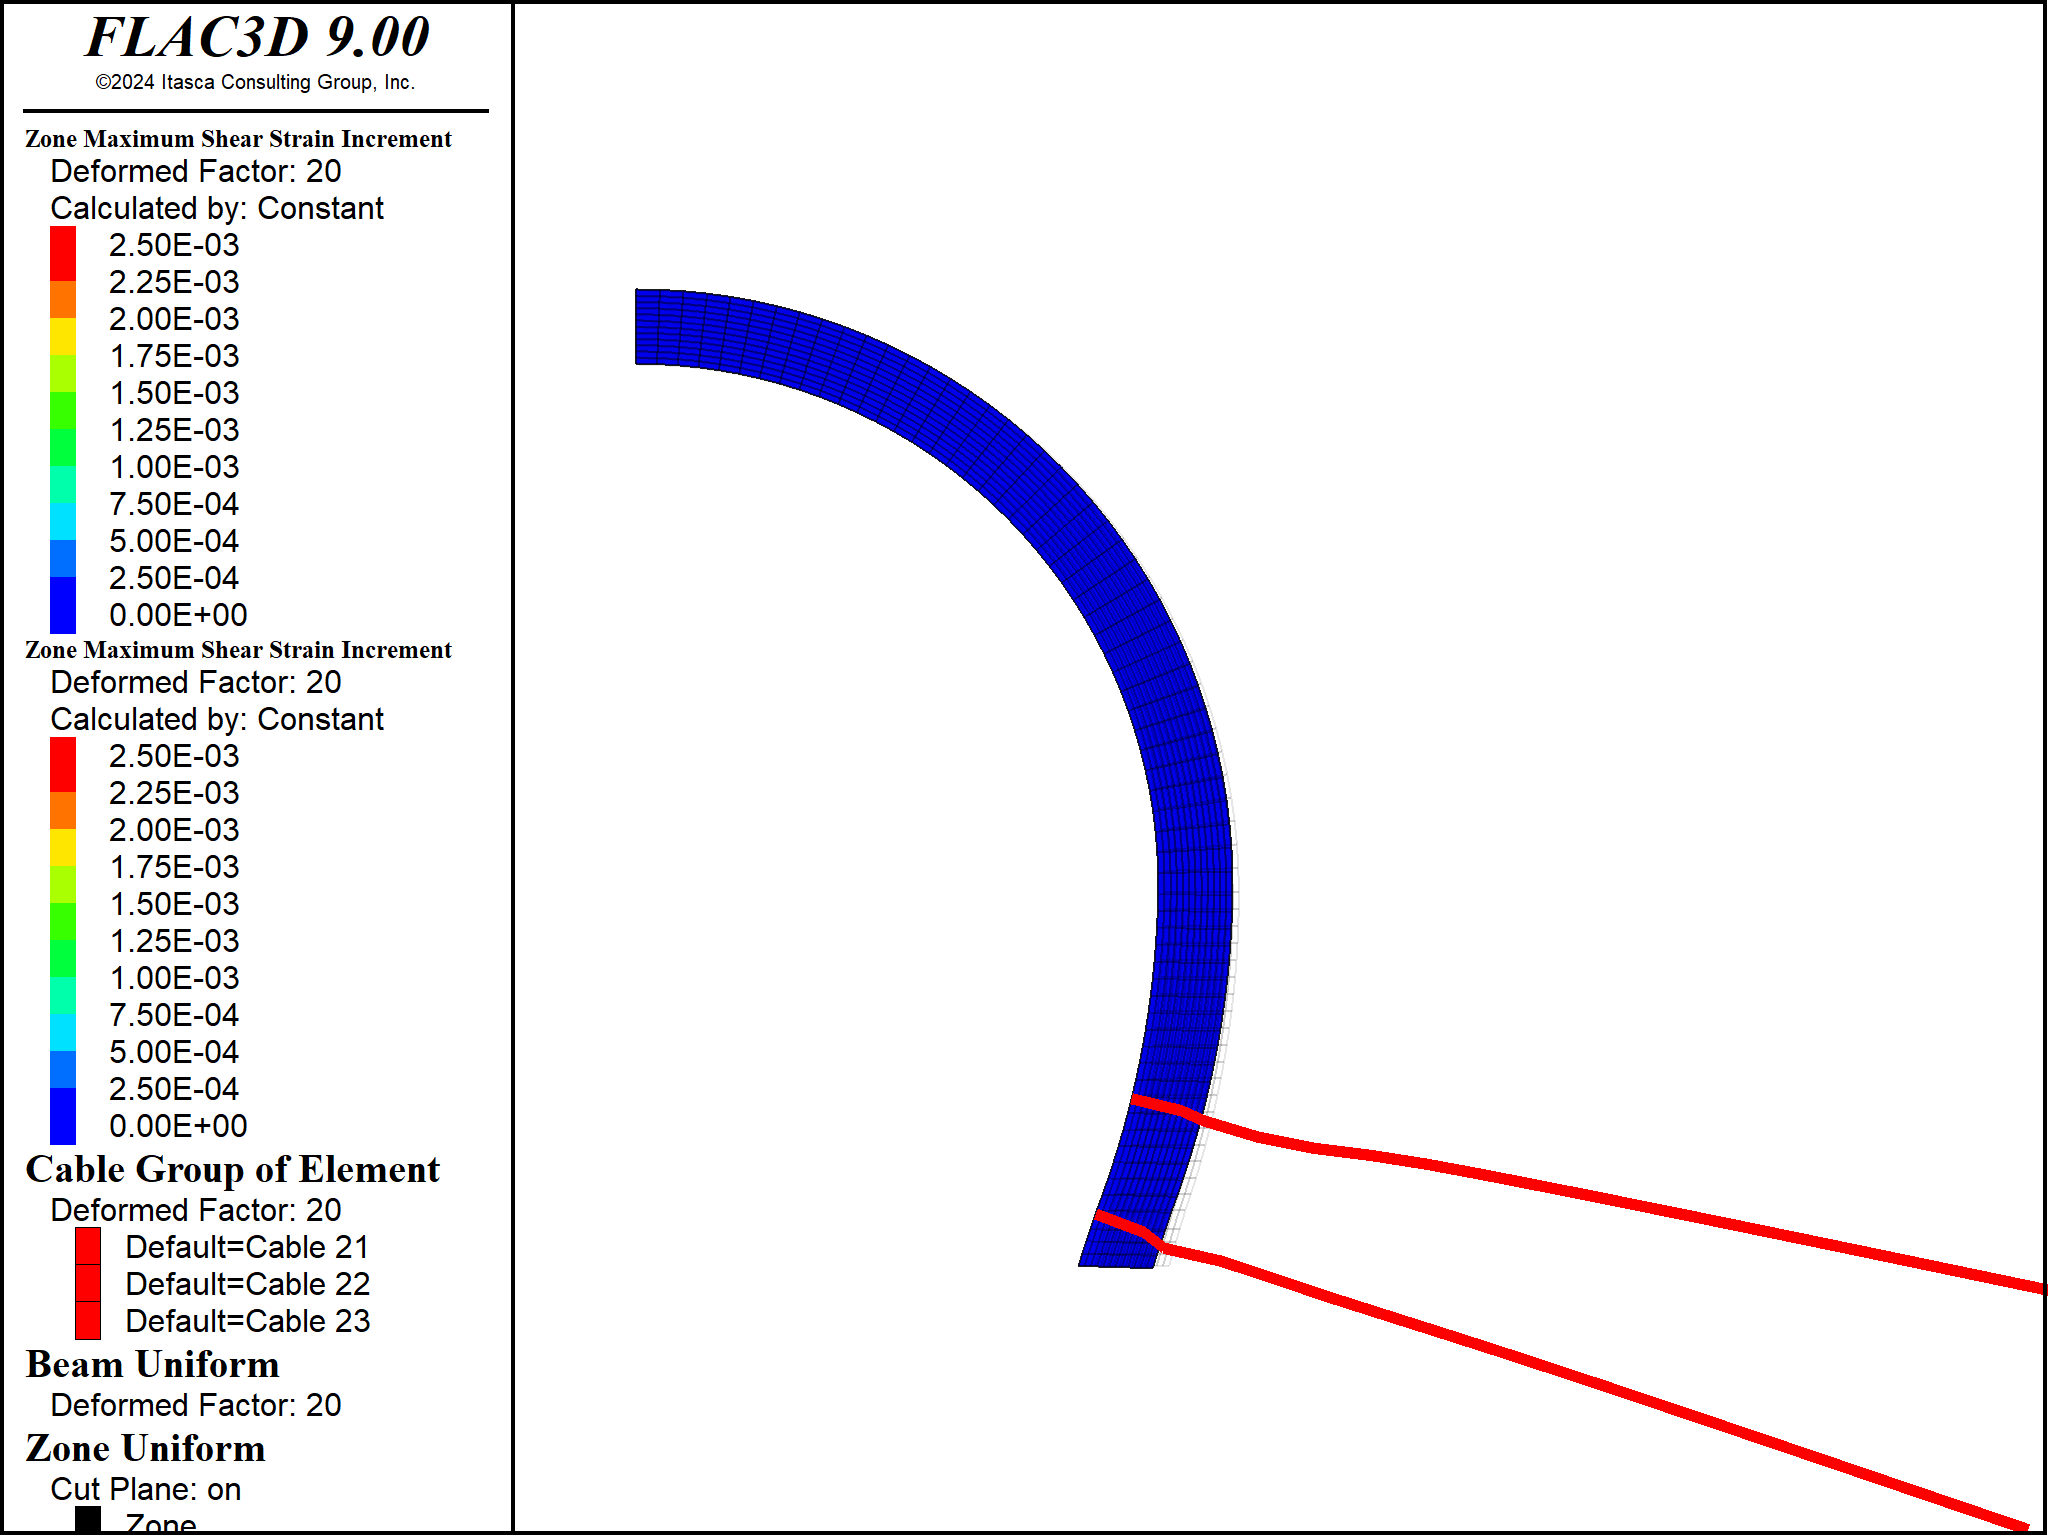 FLAC3D 9.00
©2024 Itasca Consulting Group, Inc.
Zone Maximum Shear Strain Increment
Deformed Factor: 20
Calculated by: Constant
2.50E-03
2.25E-03
2.00E-03
1.75E-03
1.50E-03
1.25E-03
1.00E-03
7.50E-04
5.00E-04
2.50E-04
0.00E+00
Zone Maximum Shear Strain Increment
Deformed Factor: 20
Calculated by: Constant
2.50E-03
2.25E-03
2.00E-03
1.75E-03
1.50E-03
1.25E-03
1.00E-03
7.50E-04
5.00E-04
2.50E-04
0.00E+00
Cable Group of Element
Deformed Factor: 20
Default=Cable 21
Default=Cable 22
Default=Cable 23
Beam Uniform
Deformed Factor: 20
Zone Uniform
Cut Plane: on
Zone